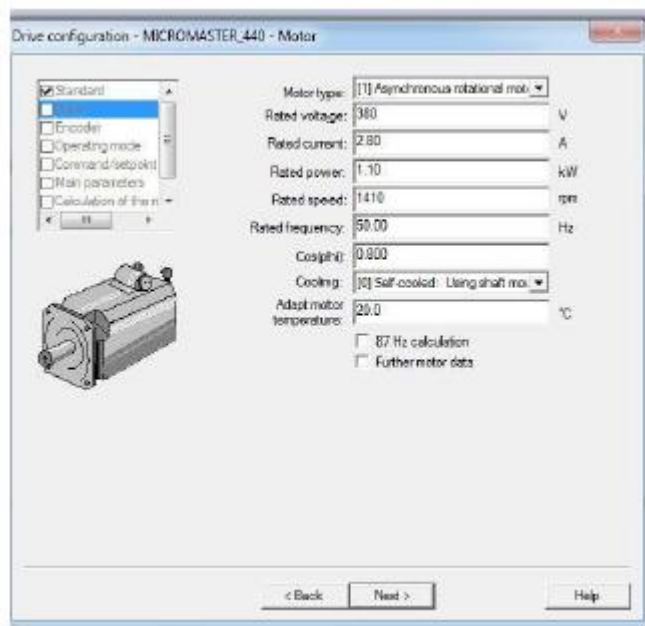 Drive configuration - MICROMASTER_440 - Motor
Standard
Encoder
Operating mode
Command/setpoint
Main parameters
Calculation of the m
Motor type: [1] Asynchronous rotational mot
Rated voltage: 380 V
Rated current: 2.80 A
Rated power: 1.10 kW
Rated speed: 1410 rpm
Rated frequency: 50.00 Hz
Cos(phi): 0.800
Cooling: [0] Self-cooled: Using shaft mou
Adapt motor
temperature: 20.0 °C
87 Hz calculation
Further motor data
< Back Next > Help